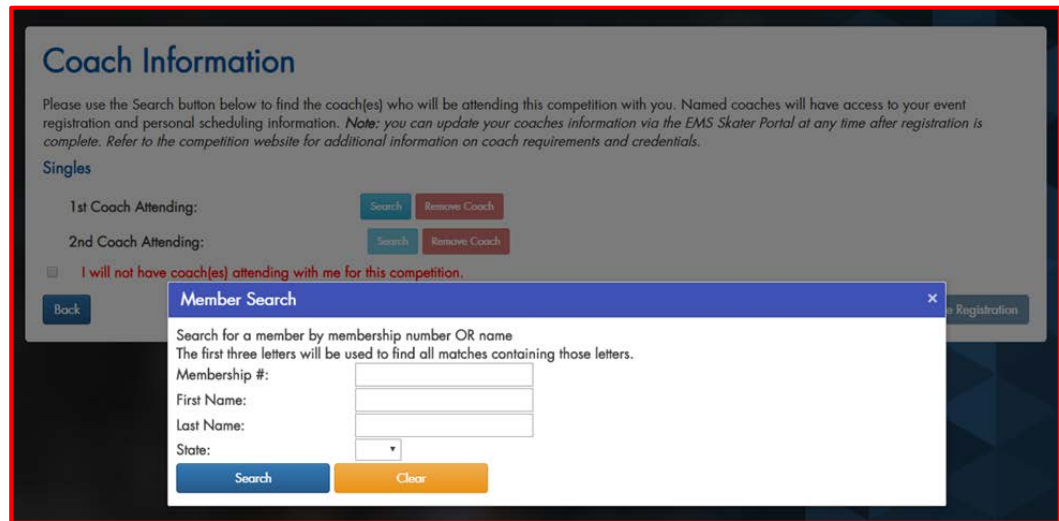 Coach Information
Please use the Search button below to find the coach(es) who will be attending this competition with you. Named coaches will have access to your event
registration and personal scheduling information. Note: you can update your coaches information via the EMS Skater Portal at any time after registration is
complete. Refer to the competition website for additional information on coach requirements and credentials.
Singles
1st Coach Attending: Search Remove Coach
2nd Coach Attending: Search Remove Coach
I will not have coach(es) attending with me for this competition.
Back Registration
Member Search ×
Search for a member by membership number OR name
The first three letters will be used to find all matches containing those letters.
Membership #:
First Name:
Last Name:
State:
Search Clear